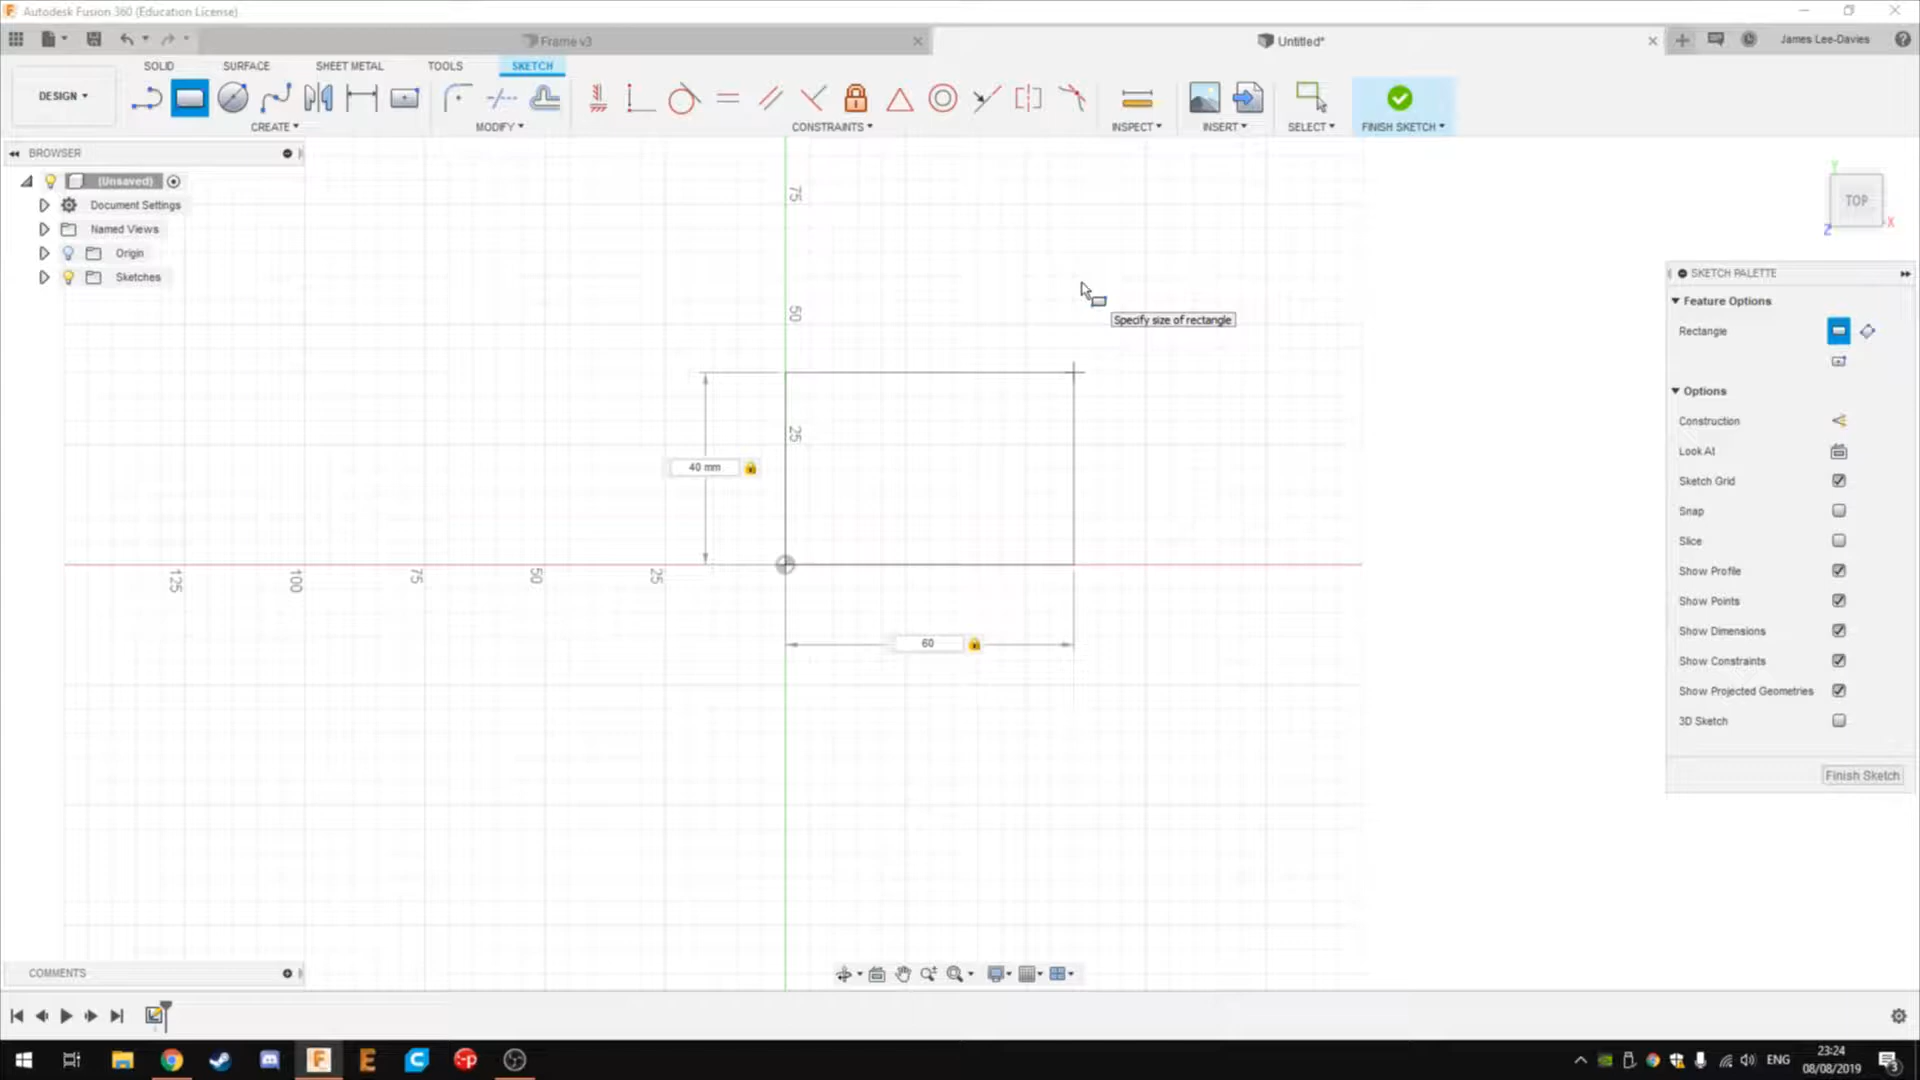 Autodesk Fusion 360 (Education License)
Frame v3
Untitled*
James Lee-Davies
SOLID
SURFACE
SHEET METAL
TOOLS
SKETCH
DESIGN
CREATE
MODIFY
CONSTRAINTS
INSPECT
INSERT
SELECT
FINISH SKETCH
BROWSER
(Unsaved)
Document Settings
Named Views
Origin
Sketches
75
50
25
125
100
75
50
25
Specify size of rectangle
40 mm
60
Y
TOP
X
Z
SKETCH PALETTE
Feature Options
Rectangle
Options
Construction
Look At
Sketch Grid
Snap
Slice
Show Profile
Show Points
Show Dimensions
Show Constraints
Show Projected Geometries
3D Sketch
Finish Sketch
COMMENTS
ENG
23:24
08/08/2019
3